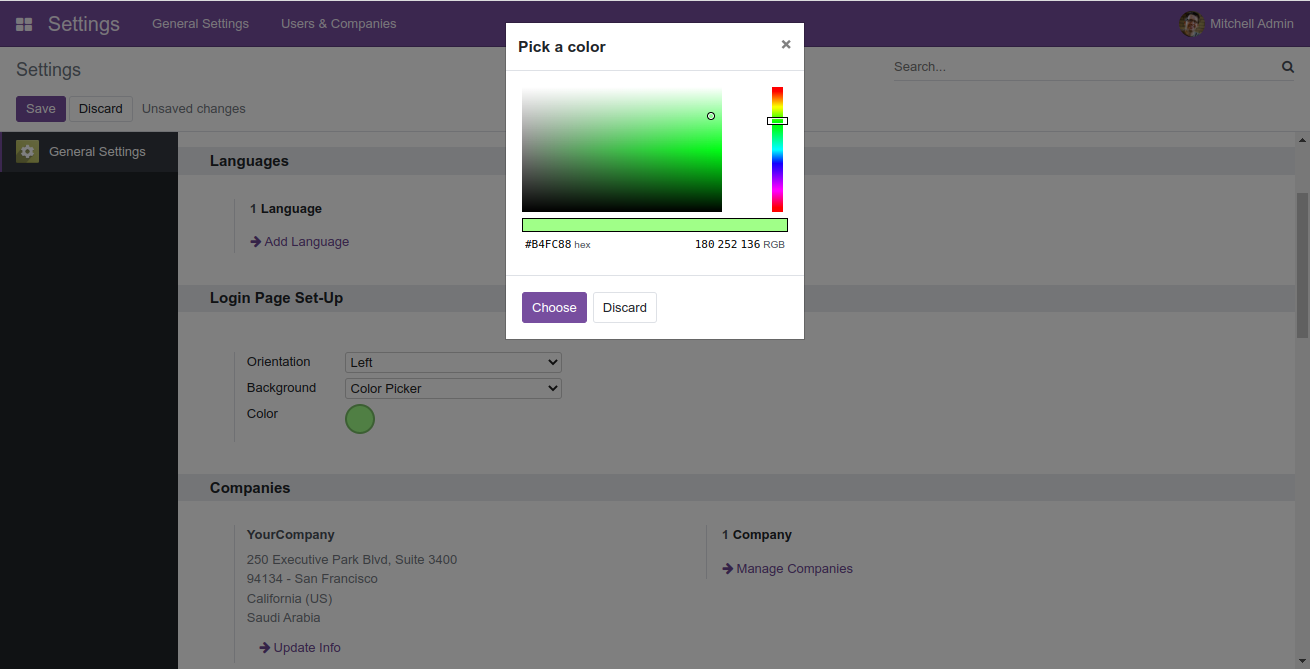 Settings General Settings Users & Companies Mitchell Admin
Settings
Search...
Save Discard Unsaved changes
General Settings
Pick a color ×
#B4FC88 hex 180 252 136 RGB
Choose Discard
Languages
1 Language
Add Language
Login Page Set-Up
Orientation Left
Background Color Picker
Color
Companies
YourCompany
250 Executive Park Blvd, Suite 3400
94134 - San Francisco
California (US)
Saudi Arabia
Update Info
1 Company
Manage Companies